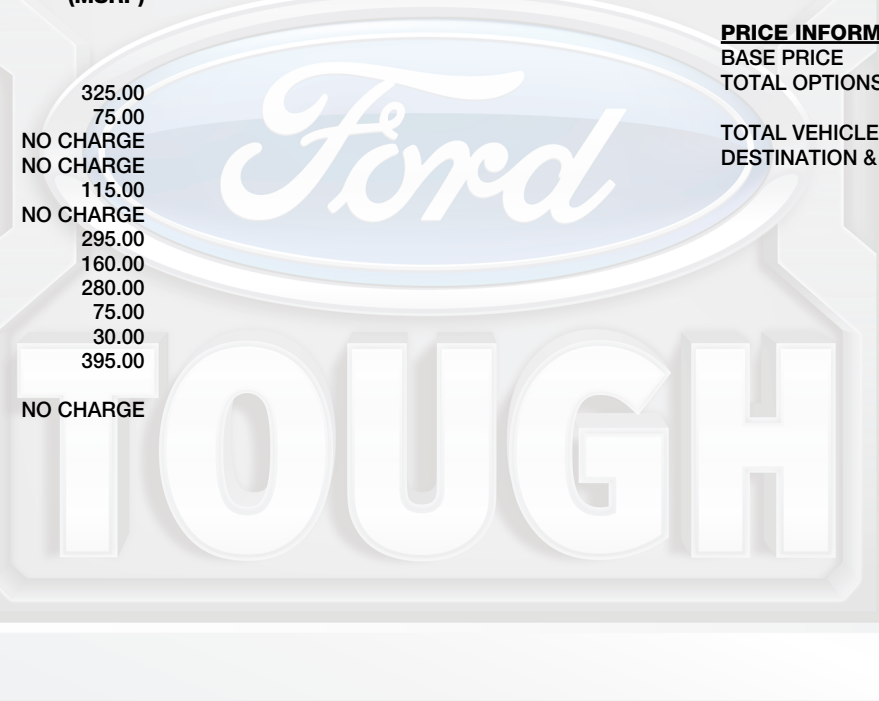 (MSRP)
325.00
75.00
NO CHARGE
NO CHARGE
115.00
NO CHARGE
295.00
160.00
280.00
75.00
30.00
395.00
NO CHARGE
PRICE INFORM
BASE PRICE
TOTAL OPTIONS
TOTAL VEHICLE
DESTINATION &
Ford
TOUGH